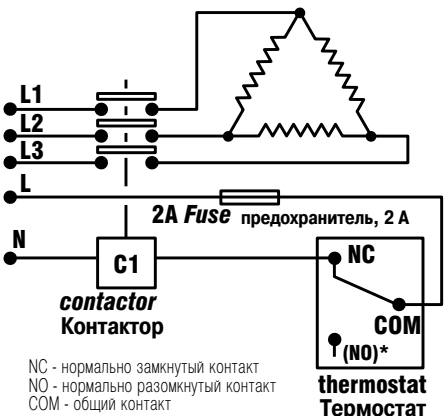 L1
L2
L3
L
2A Fuse предохранитель, 2 А
N
C1
NC
contactor
Контактор
COM
(NO)*
NC - нормально замкнутый контакт
NO - нормально разомкнутый контакт
COM - общий контакт
thermostat
Термостат